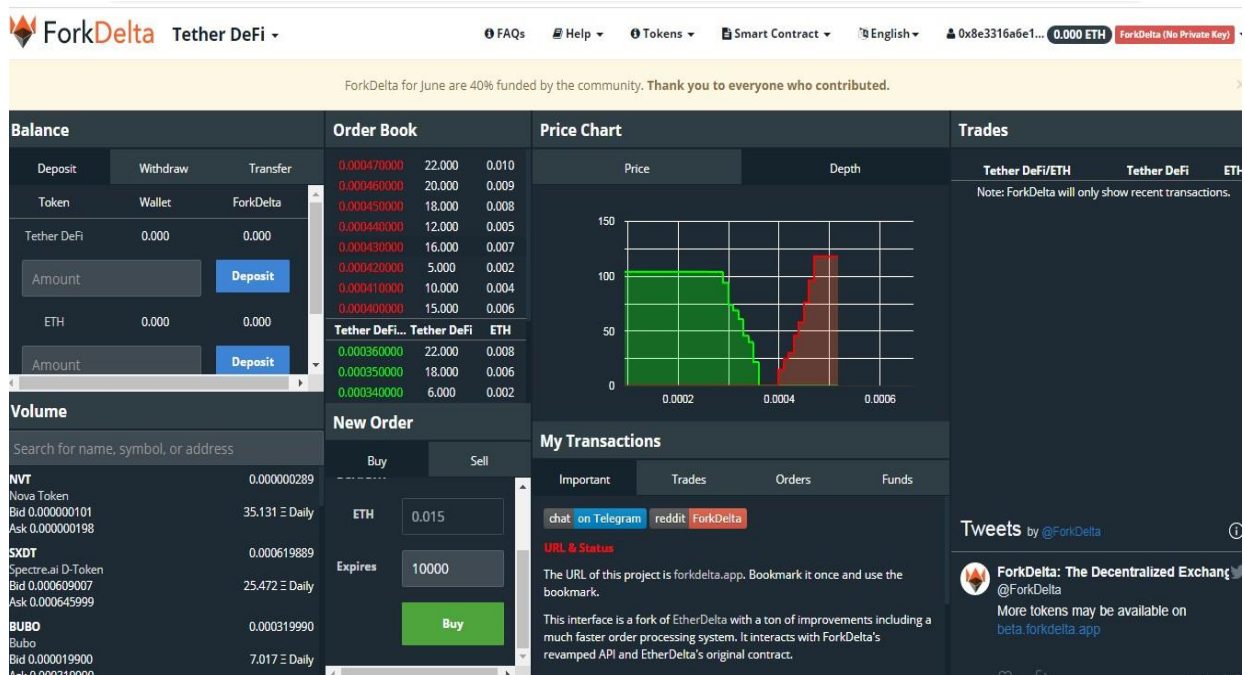 ForkDelta Tether DeFi FAQs Help Tokens Smart Contract English 0x8e3316a6e1... 0.000 ETH ForkDelta (No Private Key)
ForkDelta for June are 40% funded by the community. Thank you to everyone who contributed.
Balance
Deposit Withdraw Transfer
Token Wallet ForkDelta
Tether DeFi 0.000 0.000
Amount Deposit
ETH 0.000 0.000
Amount Deposit
Volume
Search for name, symbol, or address
NVT 0.000000289
Nova Token
Bid 0.000000101 35.131 Ξ Daily
Ask 0.000000198
SXDT 0.000619889
Spectre.ai D-Token
Bid 0.000609007 25.472 Ξ Daily
Ask 0.000645999
BUBO 0.000319990
Bubo
Bid 0.000019900 7.017 Ξ Daily
Order Book
0.000470000 22.000 0.010
0.000460000 20.000 0.009
0.000450000 18.000 0.008
0.000440000 12.000 0.005
0.000430000 16.000 0.007
0.000420000 5.000 0.002
0.000410000 10.000 0.004
0.000400000 15.000 0.006
Tether DeFi... Tether DeFi ETH
0.000360000 22.000 0.008
0.000350000 18.000 0.006
0.000340000 6.000 0.002
New Order
Buy Sell
ETH 0.015
Expires 10000
Buy
Price Chart
Price Depth
150
100
50
0
0.0002 0.0004 0.0006
My Transactions
Important Trades Orders Funds
chat on Telegram reddit ForkDelta
URL & Status
The URL of this project is forkdelta.app. Bookmark it once and use the
bookmark.
This interface is a fork of EtherDelta with a ton of improvements including a
much faster order processing system. It interacts with ForkDelta's
revamped API and EtherDelta's original contract.
Trades
Tether DeFi/ETH Tether DeFi ETH
Note: ForkDelta will only show recent transactions.
Tweets by @ForkDelta
ForkDelta: The Decentralized Exchang
@ForkDelta
More tokens may be available on
beta.forkdelta.app